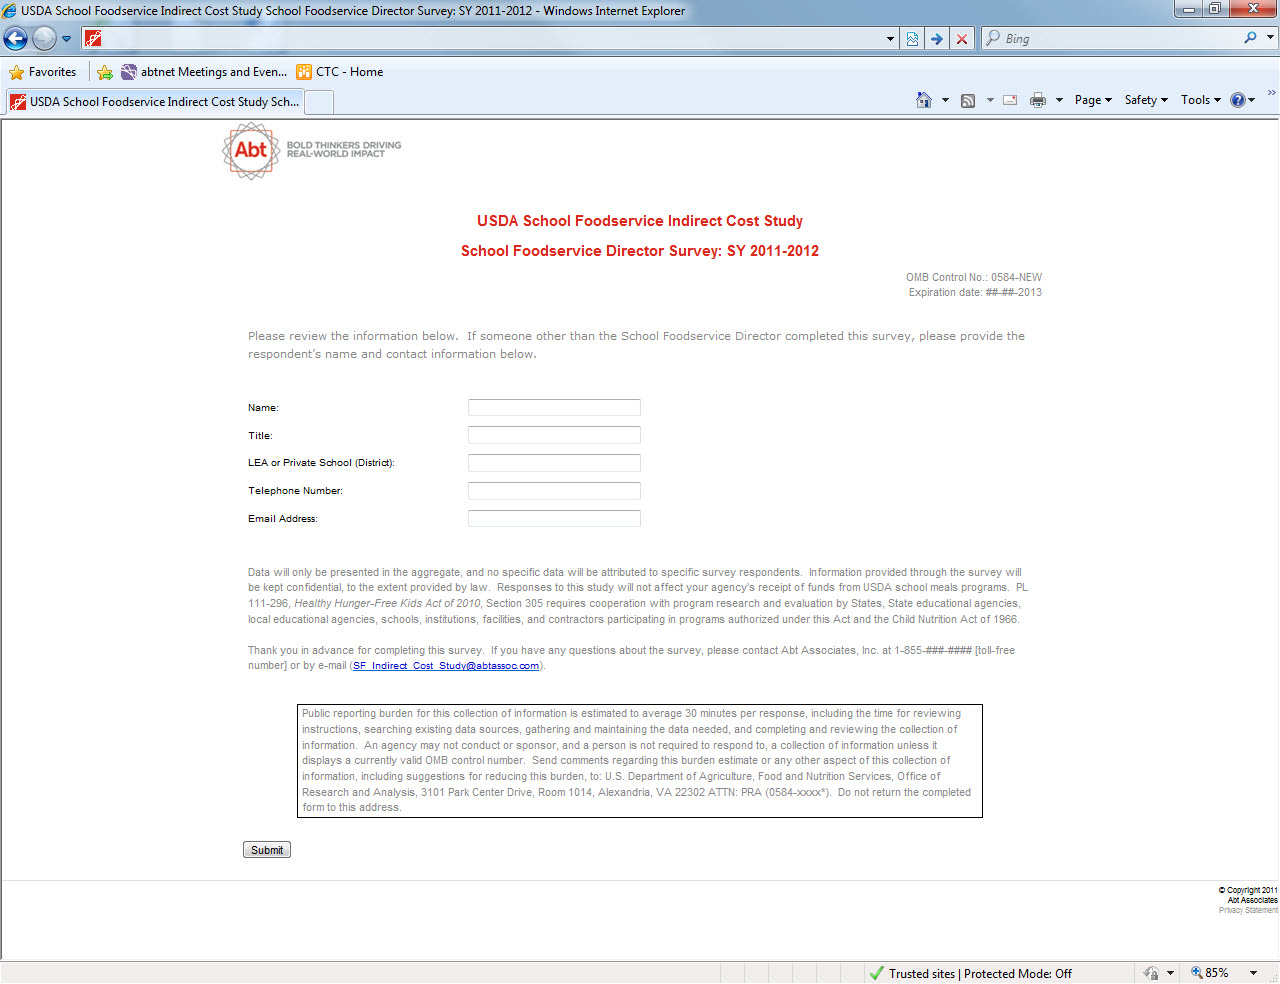 USDA School Foodservice Indirect Cost Study School Foodservice Director Survey: SY 2011-2012 - Windows Internet Explorer
Bing
Favorites
abtnet Meetings and Even...
CTC - Home
USDA School Foodservice Indirect Cost Study Sch...
Page
Safety
Tools
Abt
BOLD THINKERS DRIVING
REAL-WORLD IMPACT
USDA School Foodservice Indirect Cost Study
School Foodservice Director Survey: SY 2011-2012
OMB Control No.: 0584-NEW
Expiration date: ##-##-2013
Please review the information below.  If someone other than the School Foodservice Director completed this survey, please provide the
respondent's name and contact information below.
Name:
Title:
LEA or Private School (District):
Telephone Number:
Email Address:
Data will only be presented in the aggregate, and no specific data will be attributed to specific survey respondents.  Information provided through the survey will
be kept confidential, to the extent provided by law.  Responses to this study will not affect your agency's receipt of funds from USDA school meals programs.  PL
111-296, Healthy Hunger-Free Kids Act of 2010, Section 305 requires cooperation with program research and evaluation by States, State educational agencies,
local educational agencies, schools, institutions, facilities, and contractors participating in programs authorized under this Act and the Child Nutrition Act of 1966.
Thank you in advance for completing this survey.  If you have any questions about the survey, please contact Abt Associates, Inc. at 1-855-###-#### [toll-free
number] or by e-mail (SF_Indirect_Cost_Study@abtassoc.com).
Public reporting burden for this collection of information is estimated to average 30 minutes per response, including the time for reviewing
instructions, searching existing data sources, gathering and maintaining the data needed, and completing and reviewing the collection of
information.  An agency may not conduct or sponsor, and a person is not required to respond to, a collection of information unless it
displays a currently valid OMB control number.  Send comments regarding this burden estimate or any other aspect of this collection of
information, including suggestions for reducing this burden, to: U.S. Department of Agriculture, Food and Nutrition Services, Office of
Research and Analysis, 3101 Park Center Drive, Room 1014, Alexandria, VA 22302 ATTN: PRA (0584-xxxx*).  Do not return the completed
form to this address.
Submit
© Copyright 2011
Abt Associates
Privacy Statement
Trusted sites | Protected Mode: Off
85%